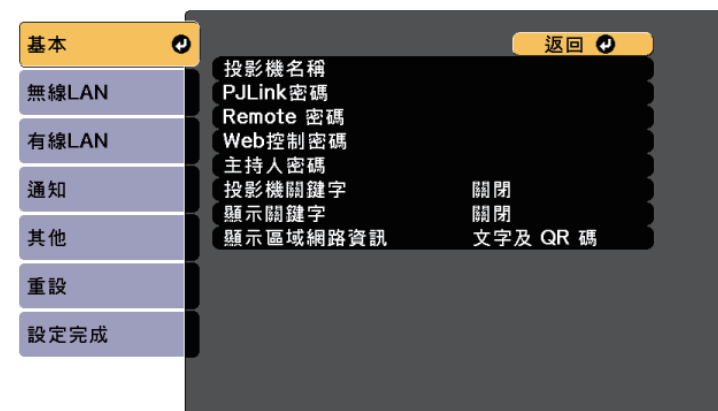 基本
無線LAN
有線LAN
通知
其他
重設
設定完成
返回
投影機名稱
PJLink密碼
Remote 密碼
Web控制密碼
主持人密碼
投影機關鍵字 關閉
顯示關鍵字 關閉
顯示區域網路資訊 文字及 QR 碼